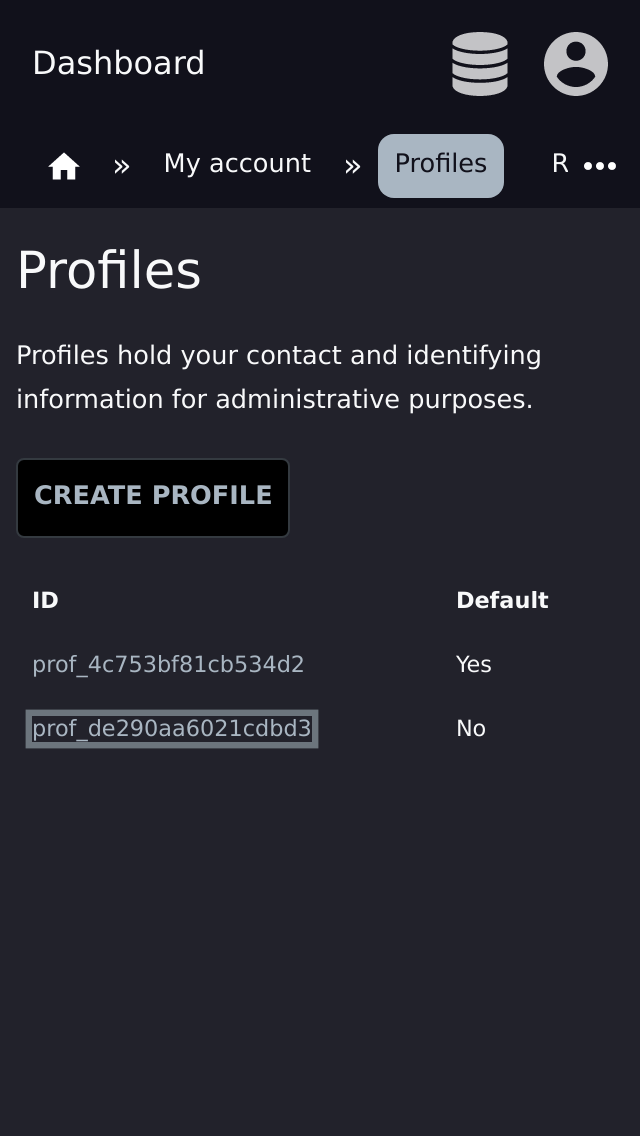 Dashboard
» My account » Profiles R
Profiles
Profiles hold your contact and identifying
information for administrative purposes.
CREATE PROFILE
ID Default
prof_4c753bf81cb534d2 Yes
prof_de290aa6021cdbd3 No